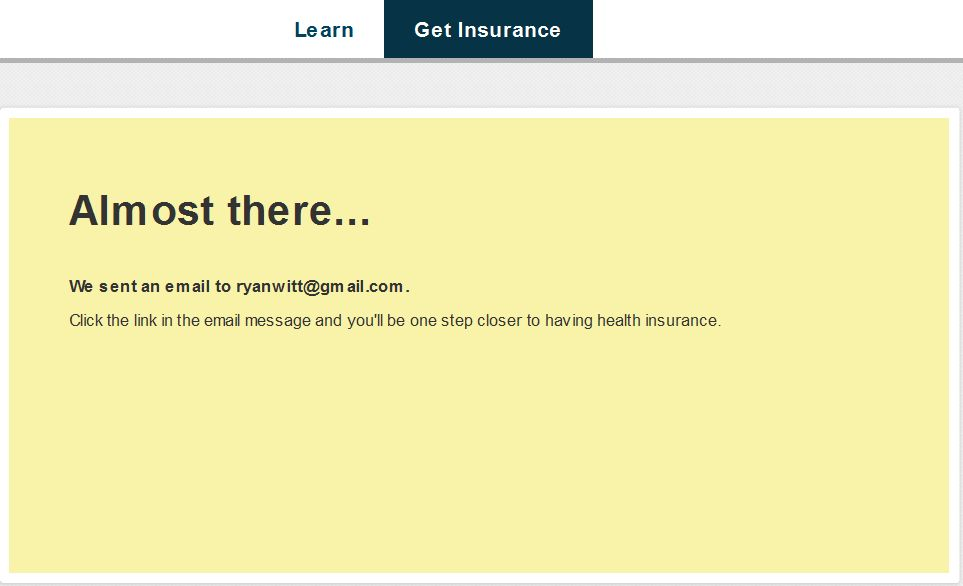 Learn Get Insurance
Almost there...
We sent an email to ryanwitt@gmail.com.
Click the link in the email message and you'll be one step closer to having health insurance.